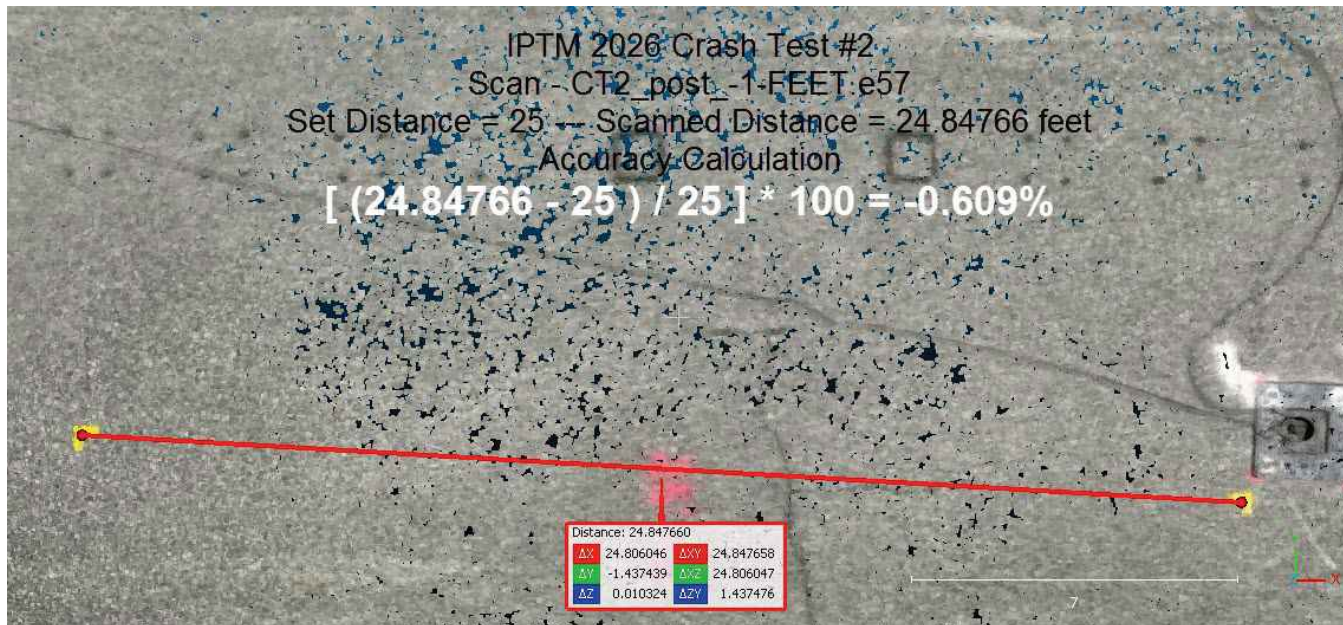 IPTM 2026 Crash Test #2
Scan - CT2_post_-1-FEET.e57
Set Distance = 25 --- Scanned Distance = 24.84766 feet
Accuracy Calculation
[ (24.84766 - 25 ) / 25 ] * 100 = -0.609%
Distance: 24.847660
ΔX 24.806046 ΔXY 24.847658
ΔY -1.437439 ΔXZ 24.806047
ΔZ 0.010324 ΔZY 1.437476
7
Y
X